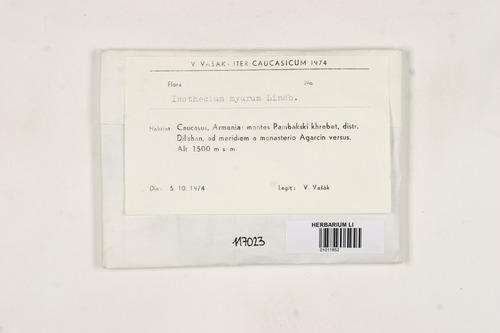 V. VAŠÁK: ITER CAUCASICUM 1974
Flora No
Isothecium myurum Lindb.
Habitat: Caucasus, Armenia: montes Pambakski khrebet, distr.
Dilizhan, ad meridiem a monasterio Agarcin versus.
Alt. 1500 m s m
Die: 5. 10. 1974 Legit: V. Vašák
117023
HERBARIUM LI
01011852